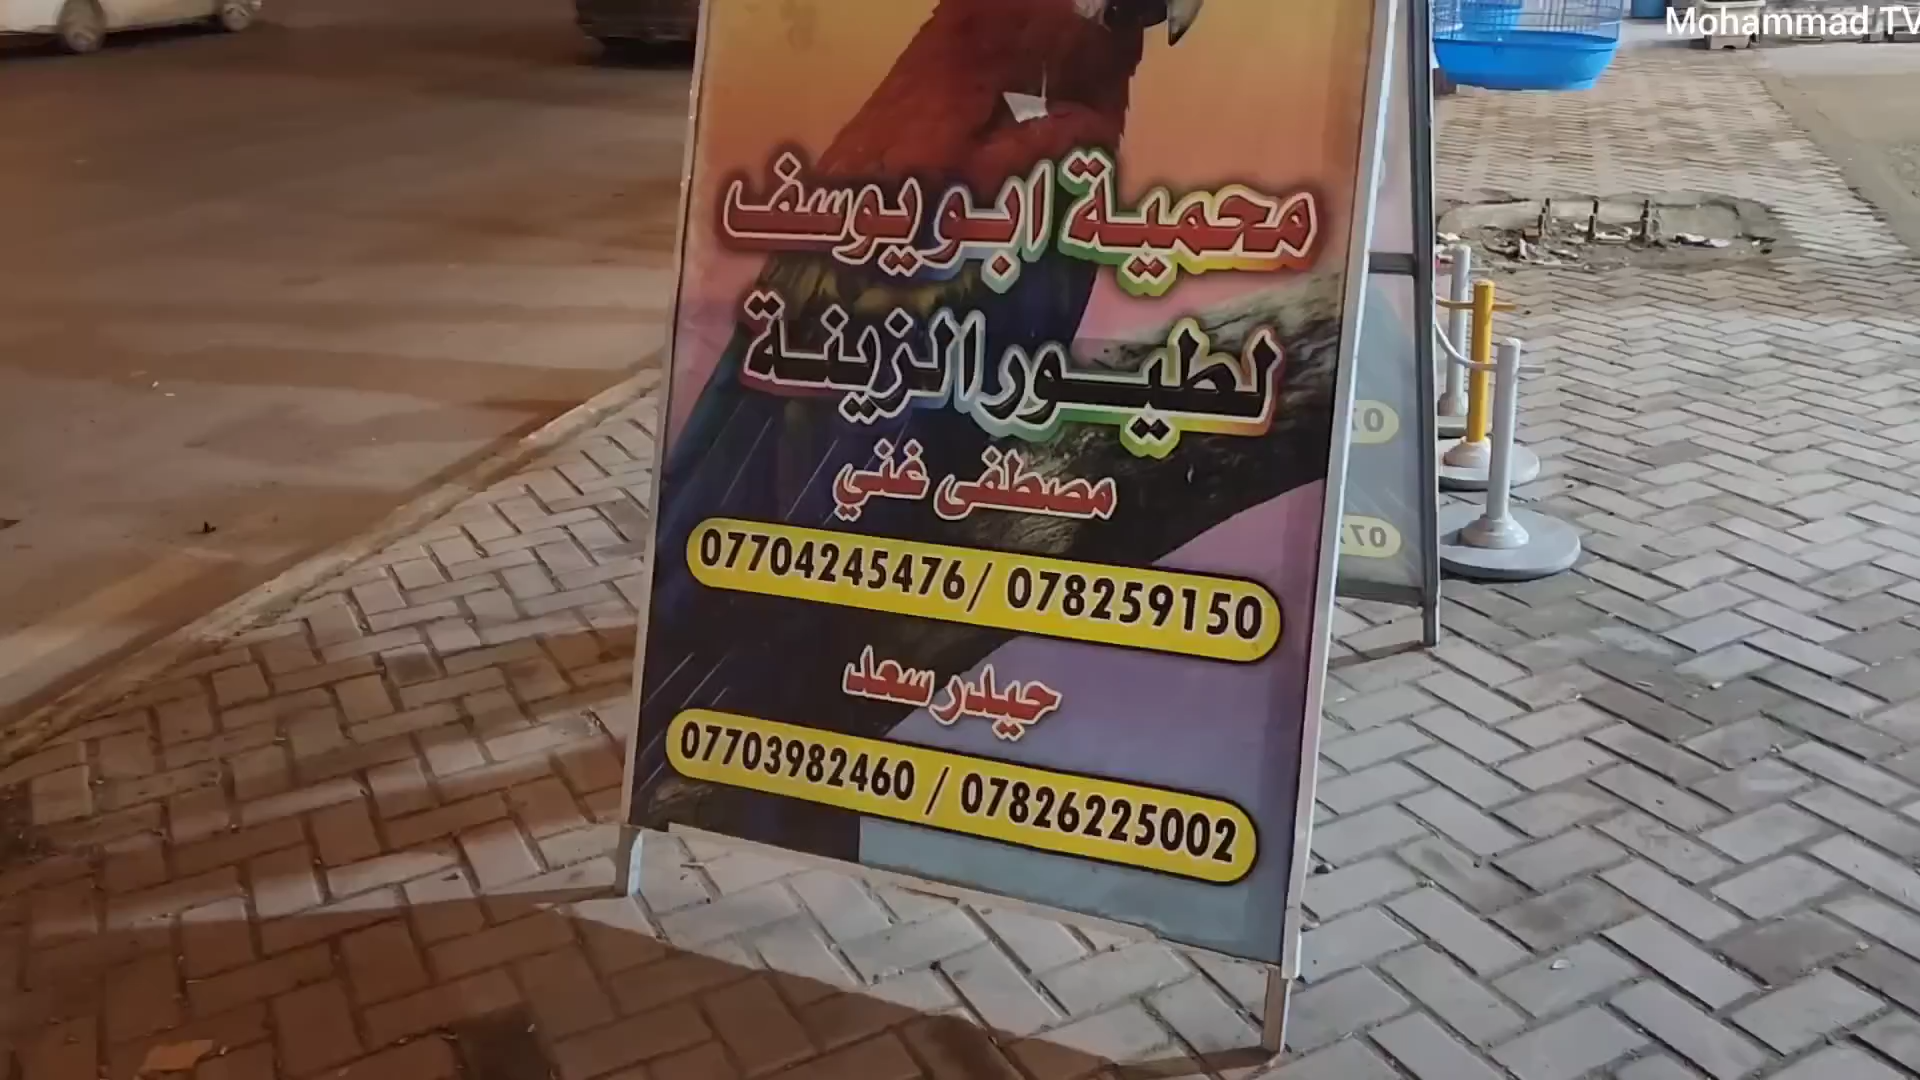 Mohammad TV
محمية ابو يوسف
لطيور الزينة
مصطفى غني
07704245476 / 078259150
حيدر سعد
07703982460 / 07826225002